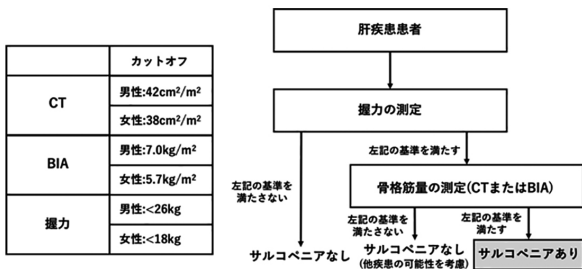 カットオフ
CT
男性:42cm²/m²
女性:38cm²/m²
BIA
男性:7.0kg/m²
女性:5.7kg/m²
握力
男性:<26kg
女性:<18kg
肝疾患患者
握力の測定
左記の基準を
満たさない
左記の基準を満たす
骨格筋量の測定(CTまたはBIA)
左記の基準を
満たさない
左記の基準を
満たす
サルコペニアなし
サルコペニアなし
(他疾患の可能性を考慮)
サルコペニアあり